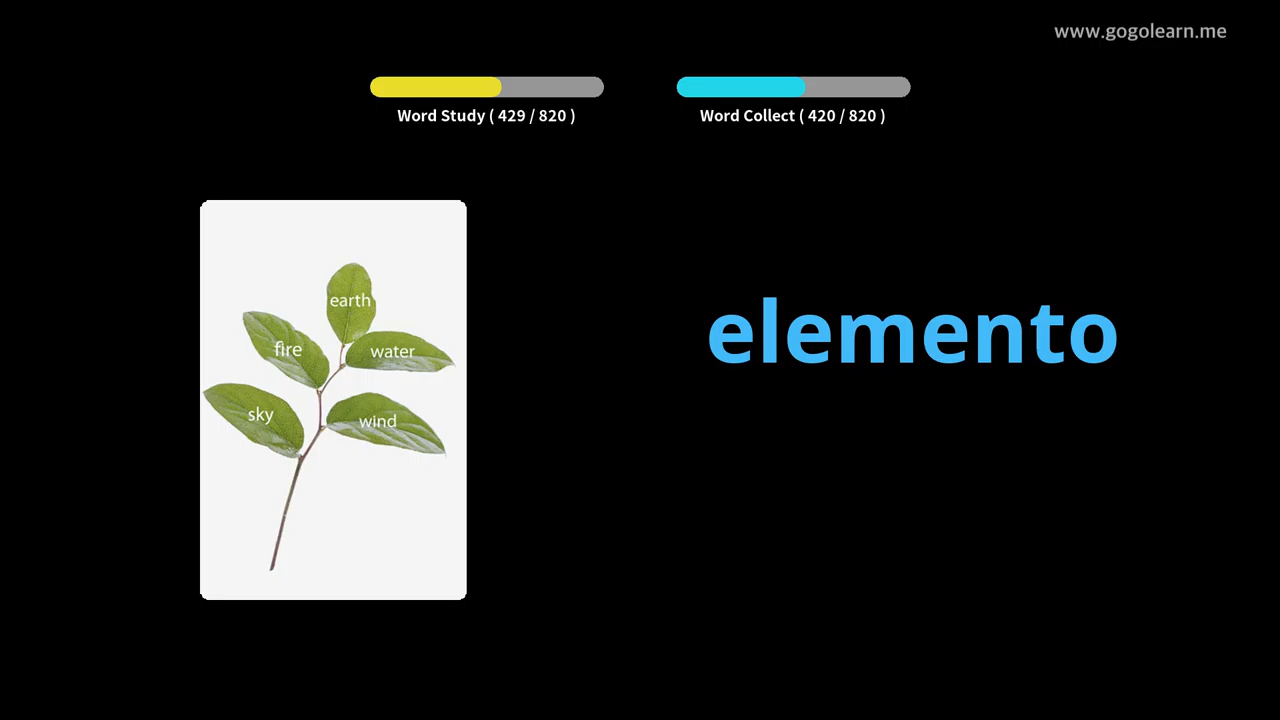 www.gogolearn.me
Word Study ( 429 / 820 )
Word Collect ( 420 / 820 )
earth
fire
water
sky
wind
elemento